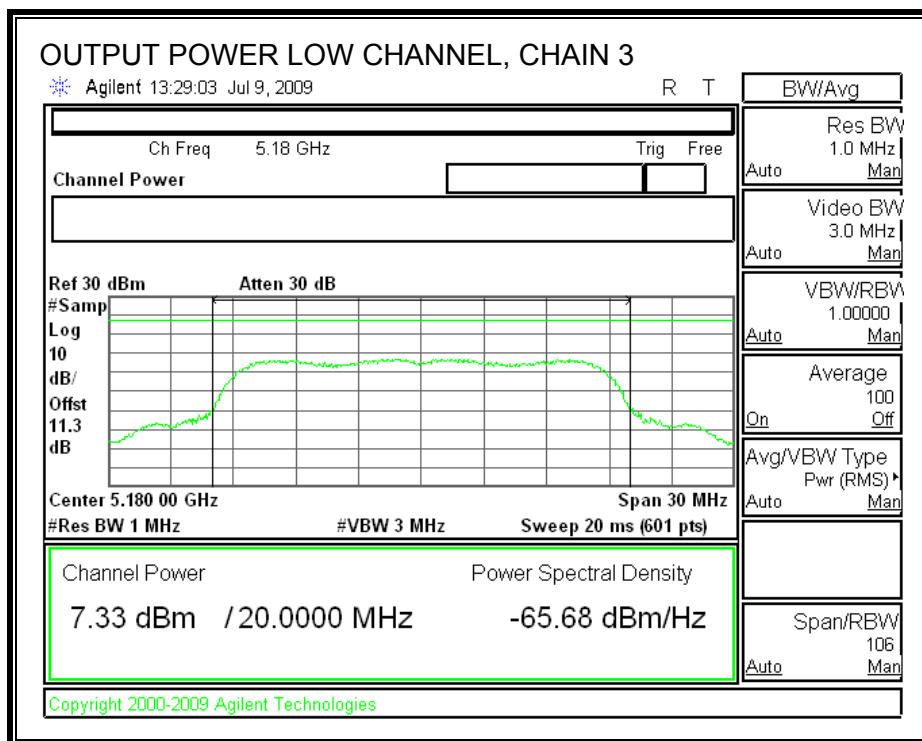 OUTPUT POWER LOW CHANNEL, CHAIN 3
Agilent 13:29:03 Jul 9, 2009 R T
Ch Freq 5.18 GHz Trig Free
Channel Power
Ref 30 dBm Atten 30 dB
#Samp
Log
10
dB/
Offst
11.3
dB
Center 5.180 00 GHz Span 30 MHz
#Res BW 1 MHz #VBW 3 MHz Sweep 20 ms (601 pts)
Channel Power Power Spectral Density
7.33 dBm / 20.0000 MHz -65.68 dBm/Hz
Copyright 2000-2009 Agilent Technologies
BW/Avg
Res BW
1.0 MHz
Auto Man
Video BW
3.0 MHz
Auto Man
VBW/RBW
1.00000
Auto Man
Average
100
On Off
Avg/VBW Type
Pwr (RMS)
Auto Man
Span/RBW
106
Auto Man